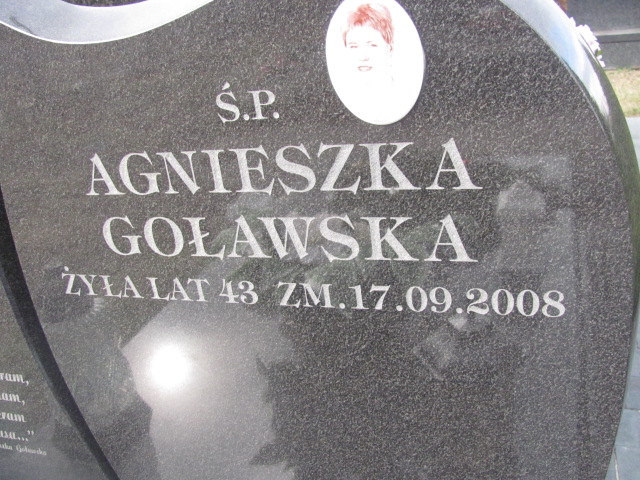 Ś.P.
AGNIESZKA
GOŁAWSKA
ŻYŁA LAT 43 ZM.17.09.2008